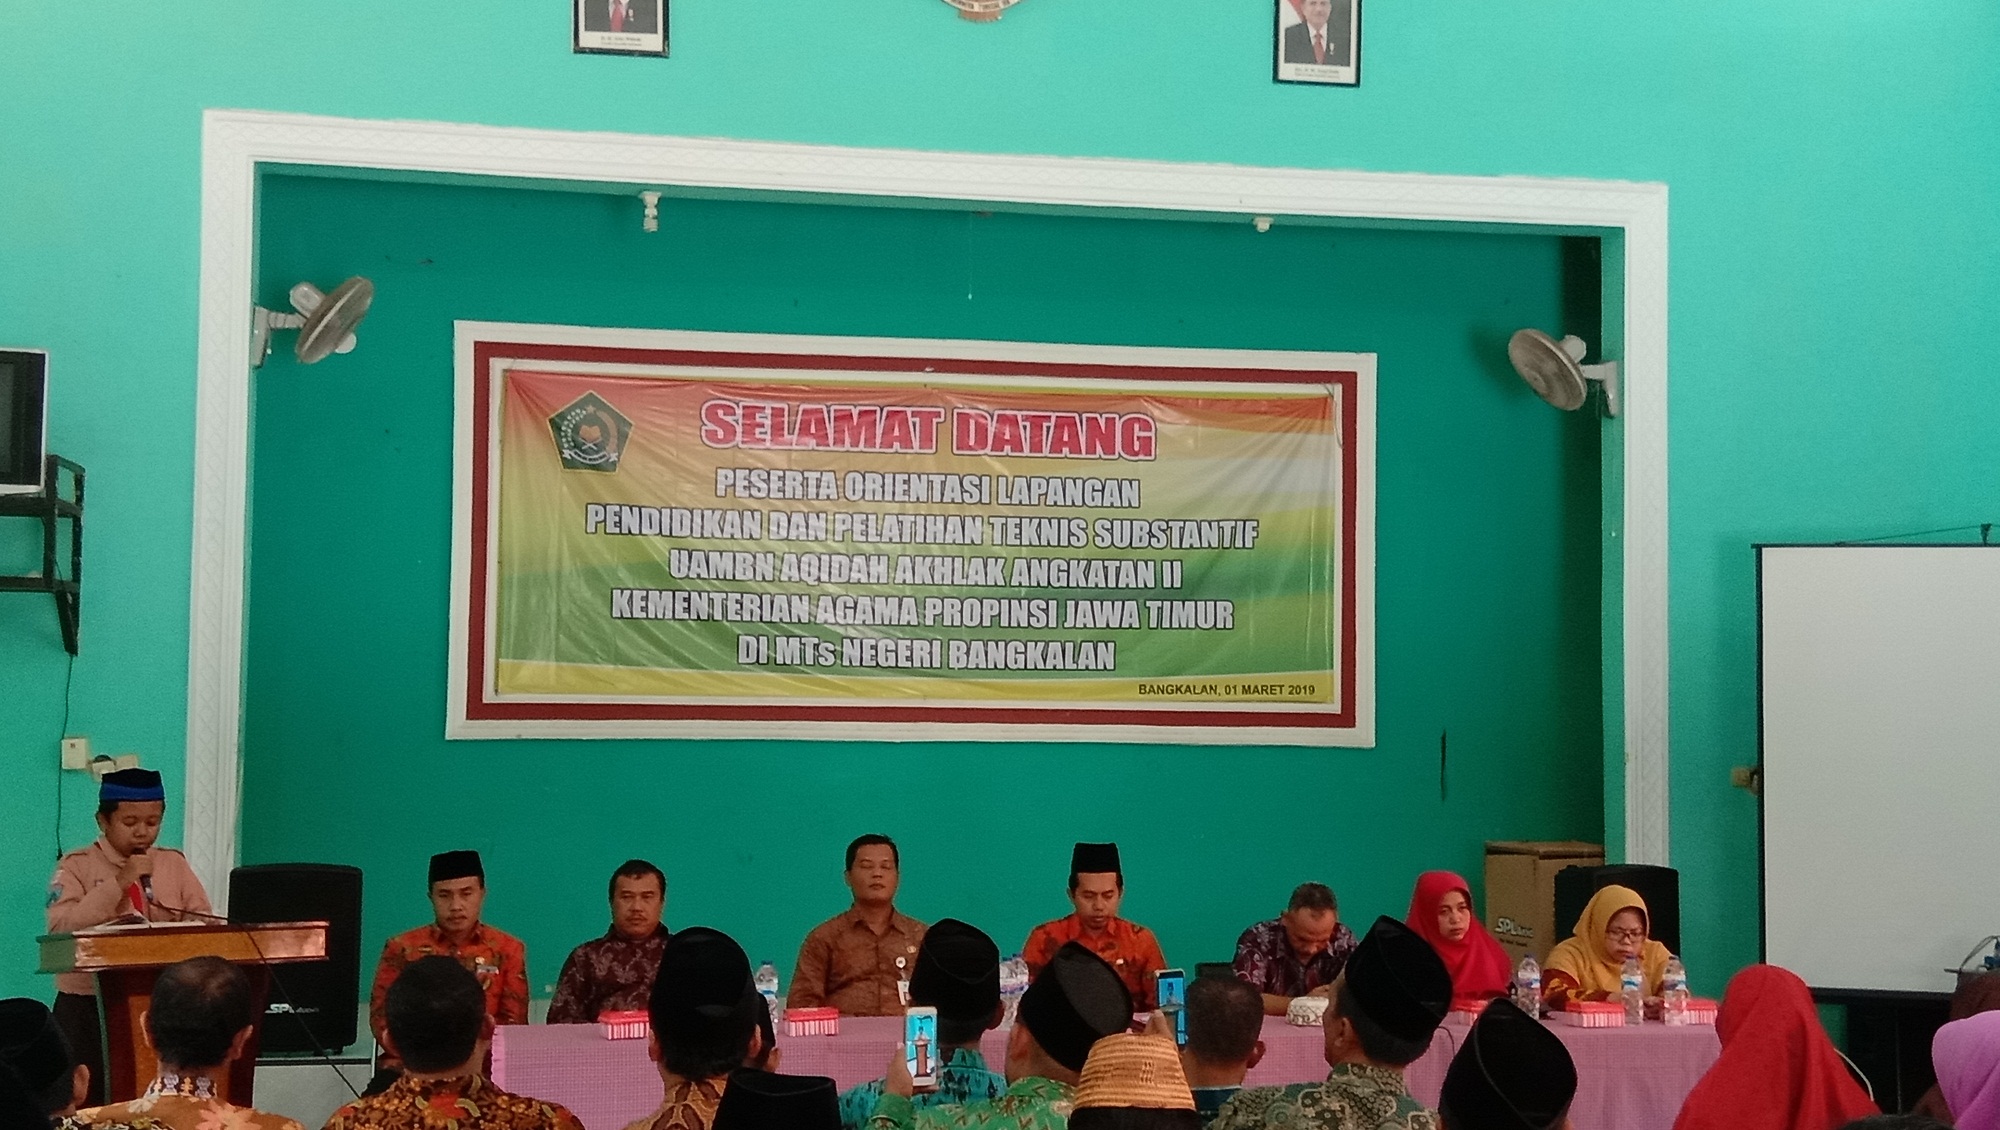 SELAMAT DATANG
PESERTA ORIENTASI LAPANGAN
PENDIDIKAN DAN PELATIHAN TEKNIS SUBSTANTIF
UAMBN AQIDAH AKHLAK ANGKATAN II
KEMENTERIAN AGAMA PROPINSI JAWA TIMUR
DI MTs NEGERI BANGKALAN
BANGKALAN, 01 MARET 2019